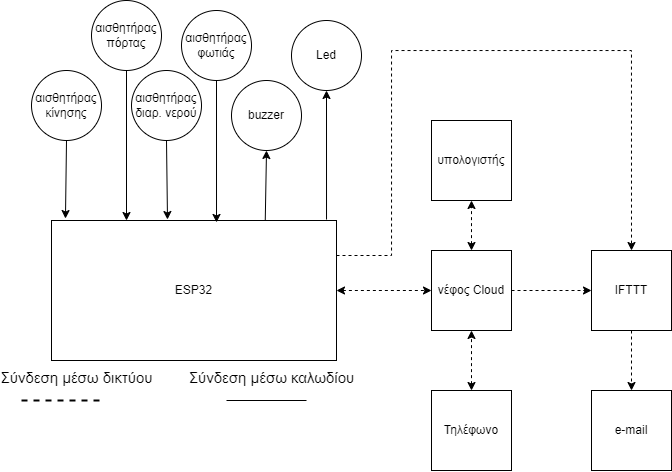 αισθητήρας
πόρτας
αισθητήρας
φωτιάς
Led
αισθητήρας
κίνησης
αισθητήρας
διαρ. νερού
buzzer
υπολογιστής
ESP32
νέφος Cloud
IFTTT
Σύνδεση μέσω δικτύου
Σύνδεση μέσω καλωδίου
Τηλέφωνο
e-mail